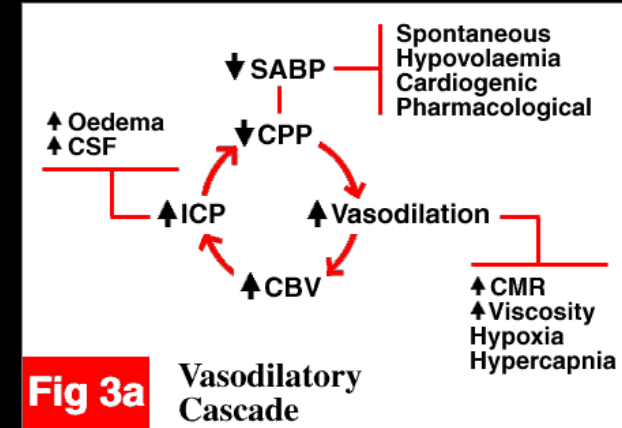 Spontaneous
Hypovolaemia
Cardiogenic
Pharmacological
SABP
CPP
Oedema
CSF
ICP
Vasodilation
CBV
CMR
Viscosity
Hypoxia
Hypercapnia
Fig 3a
Vasodilatory
Cascade